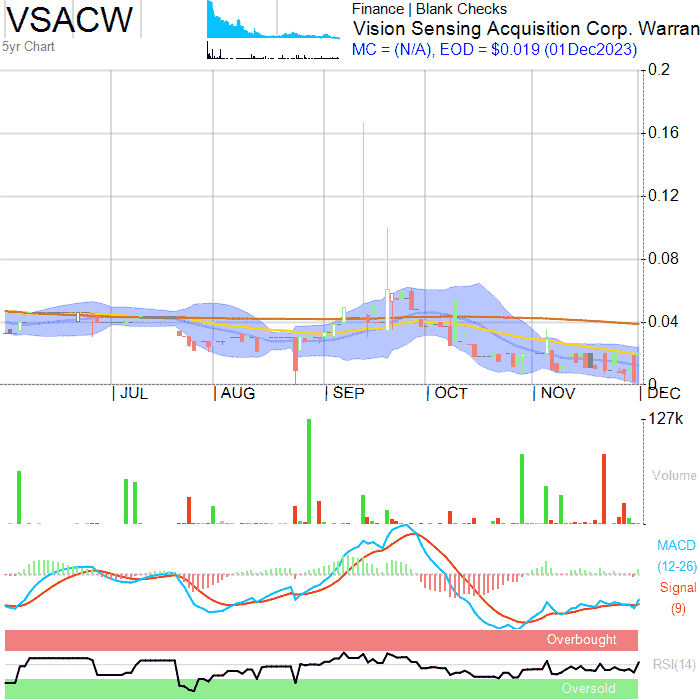 VSACW
5yr Chart
Finance | Blank Checks
Vision Sensing Acquisition Corp. Warran
MC = (N/A), EOD = $0.019 (01Dec2023)
0.2
0.16
0.12
0.08
0.04
0
JUL
AUG
SEP
OCT
NOV
DEC
127k
Volume
MACD
(12-26)
Signal
(9)
Overbought
RSI(14)
Oversold